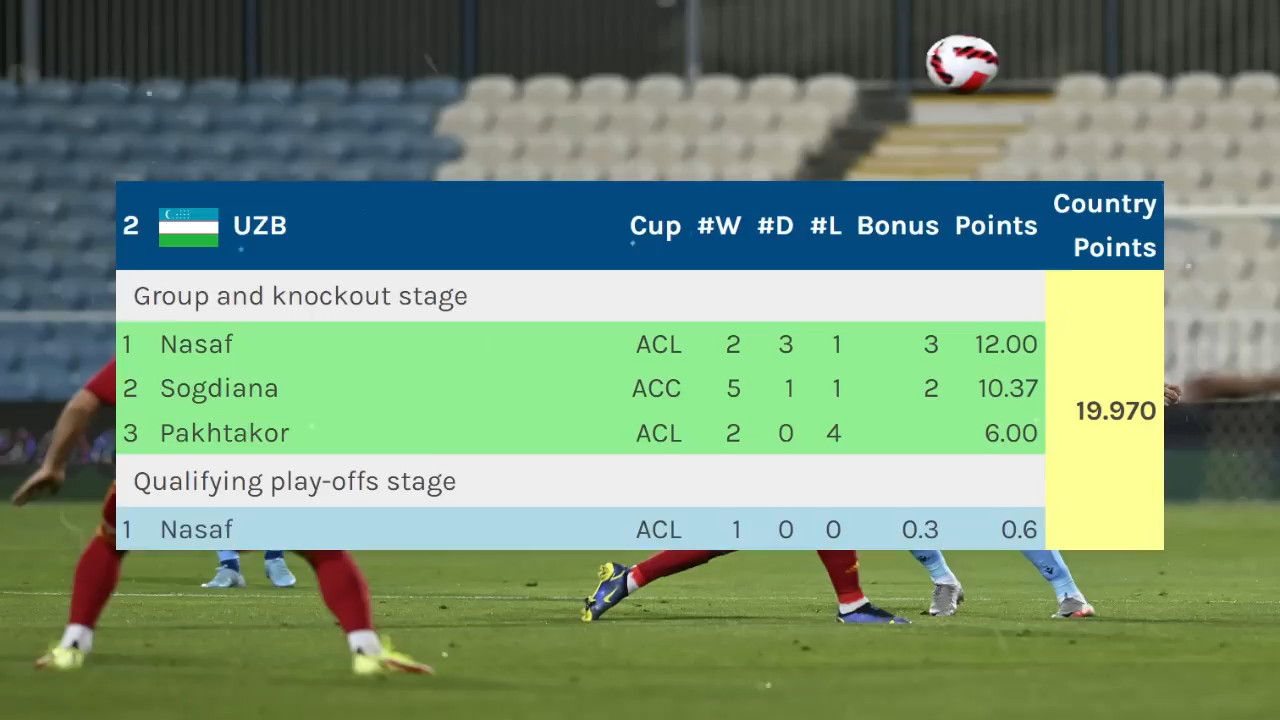 2 UZB Cup #W #D #L Bonus Points Country Points
Group and knockout stage
1 Nasaf ACL 2 3 1 3 12.00
2 Sogdiana ACC 5 1 1 2 10.37
19.970
3 Pakhtakor ACL 2 0 4 6.00
Qualifying play-offs stage
1 Nasaf ACL 1 0 0 0.3 0.6